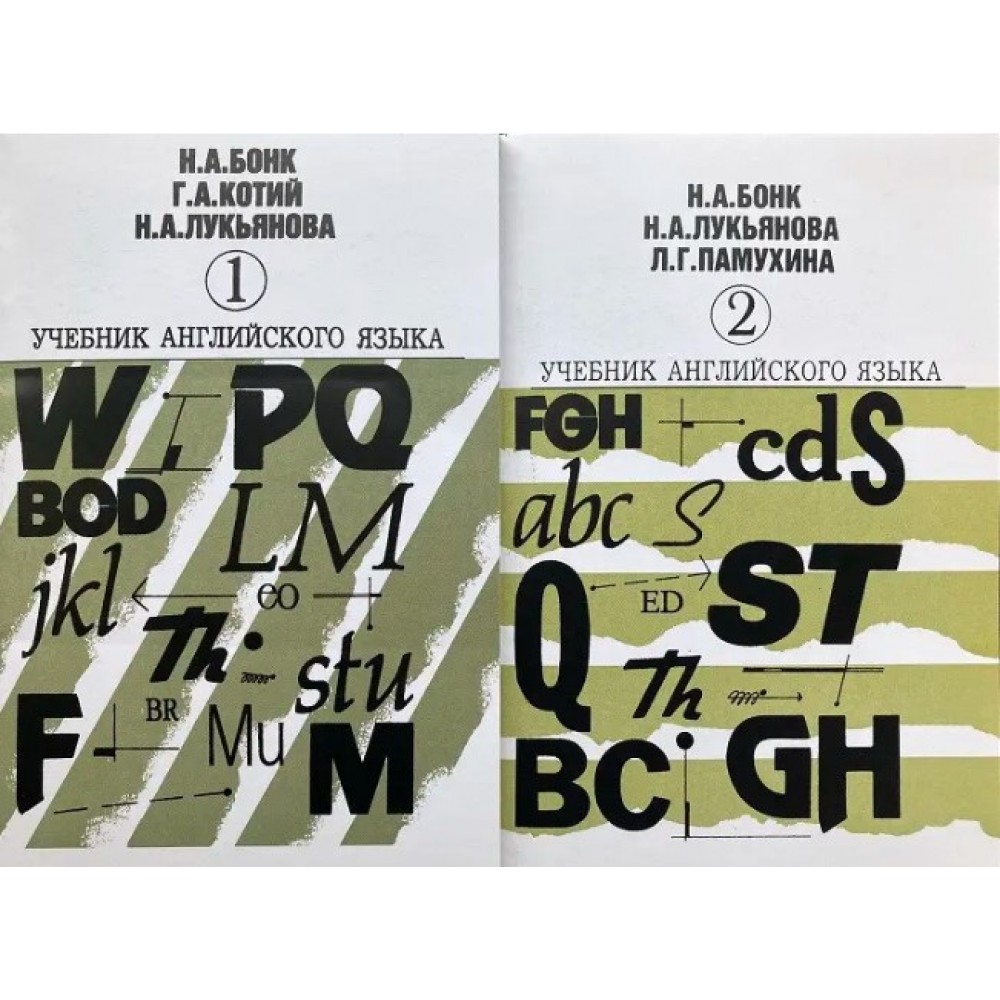 Н.А.БОНК
Г.А.КОТИЙ
Н.А.ЛУКЬЯНОВА
1
УЧЕБНИК АНГЛИЙСКОГО ЯЗЫКА
W PQ
BOD LM
jkl eo
Th stu
F BR Mu M
Н.А.БОНК
Н.А.ЛУКЬЯНОВА
Л.Г.ПАМУХИНА
2
УЧЕБНИК АНГЛИЙСКОГО ЯЗЫКА
FGH cdS
abc S
Q ED ST
Th
BC GH